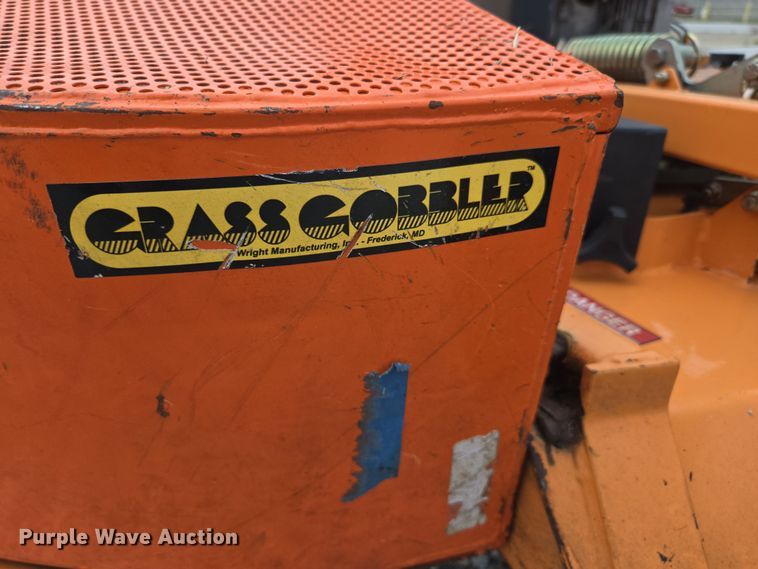 GRASS GOBBLER™
Wright Manufacturing, Inc. - Frederick, MD
DANGER
Purple Wave Auction